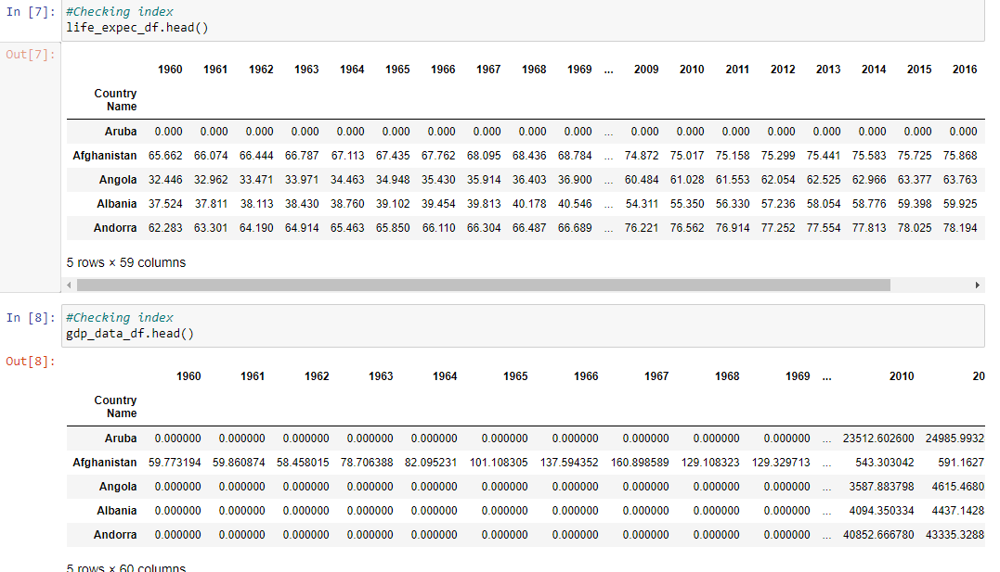 In [7]: #Checking index
life_expec_df.head()
Out[7]:
1960 1961 1962 1963 1964 1965 1966 1967 1968 1969 ... 2009 2010 2011 2012 2013 2014 2015 2016
Country
Name
Aruba 0.000 0.000 0.000 0.000 0.000 0.000 0.000 0.000 0.000 0.000 ... 0.000 0.000 0.000 0.000 0.000 0.000 0.000 0.000
Afghanistan 65.662 66.074 66.444 66.787 67.113 67.435 67.762 68.095 68.436 68.784 ... 74.872 75.017 75.158 75.299 75.441 75.583 75.725 75.868
Angola 32.446 32.962 33.471 33.971 34.463 34.948 35.430 35.914 36.403 36.900 ... 60.484 61.028 61.553 62.054 62.525 62.966 63.377 63.763
Albania 37.524 37.811 38.113 38.430 38.760 39.102 39.454 39.813 40.178 40.546 ... 54.311 55.350 56.330 57.236 58.054 58.776 59.398 59.925
Andorra 62.283 63.301 64.190 64.914 65.463 65.850 66.110 66.304 66.487 66.689 ... 76.221 76.562 76.914 77.252 77.554 77.813 78.025 78.194
5 rows × 59 columns
In [8]: #Checking index
gdp_data_df.head()
Out[8]:
1960 1961 1962 1963 1964 1965 1966 1967 1968 1969 ... 2010 20
Country
Name
Aruba 0.000000 0.000000 0.000000 0.000000 0.000000 0.000000 0.000000 0.000000 0.000000 0.000000 ... 23512.602600 24985.9932
Afghanistan 59.773194 59.860874 58.458015 78.706388 82.095231 101.108305 137.594352 160.898589 129.108323 129.329713 ... 543.303042 591.1627
Angola 0.000000 0.000000 0.000000 0.000000 0.000000 0.000000 0.000000 0.000000 0.000000 0.000000 ... 3587.883798 4615.4680
Albania 0.000000 0.000000 0.000000 0.000000 0.000000 0.000000 0.000000 0.000000 0.000000 0.000000 ... 4094.350334 4437.1428
Andorra 0.000000 0.000000 0.000000 0.000000 0.000000 0.000000 0.000000 0.000000 0.000000 0.000000 ... 40852.666780 43335.3288
5 rows × 60 columns